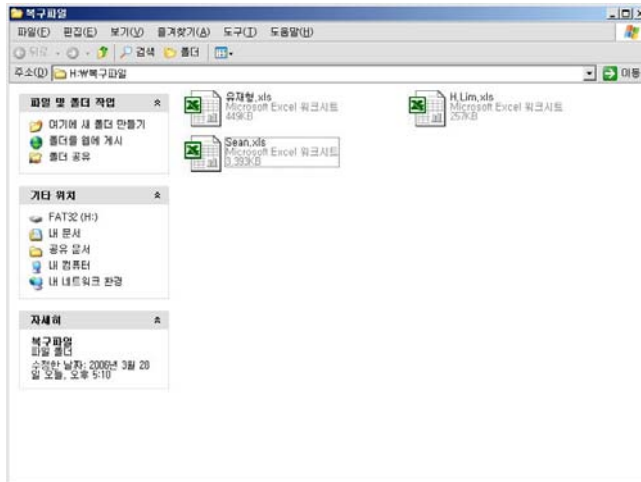 복구파일
파일(F) 편집(E) 보기(V) 즐겨찾기(A) 도구(T) 도움말(H)
뒤로 검색 폴더
주소(D) H:₩복구파일 이동
파일 및 폴더 작업
여기에 새 폴더 만들기
폴더를 웹에 게시
폴더 공유
기타 위치
FAT32 (H:)
내 문서
공유 문서
내 컴퓨터
내 네트워크 환경
자세히
복구파일
파일 폴더
수정한 날짜: 2006년 3월 28
일 오늘, 오후 5:10
유재형.xls
Microsoft Excel 워크시트
449KB
H.Lim.xls
Microsoft Excel 워크시트
257KB
Sean.xls
Microsoft Excel 워크시트
3,393KB